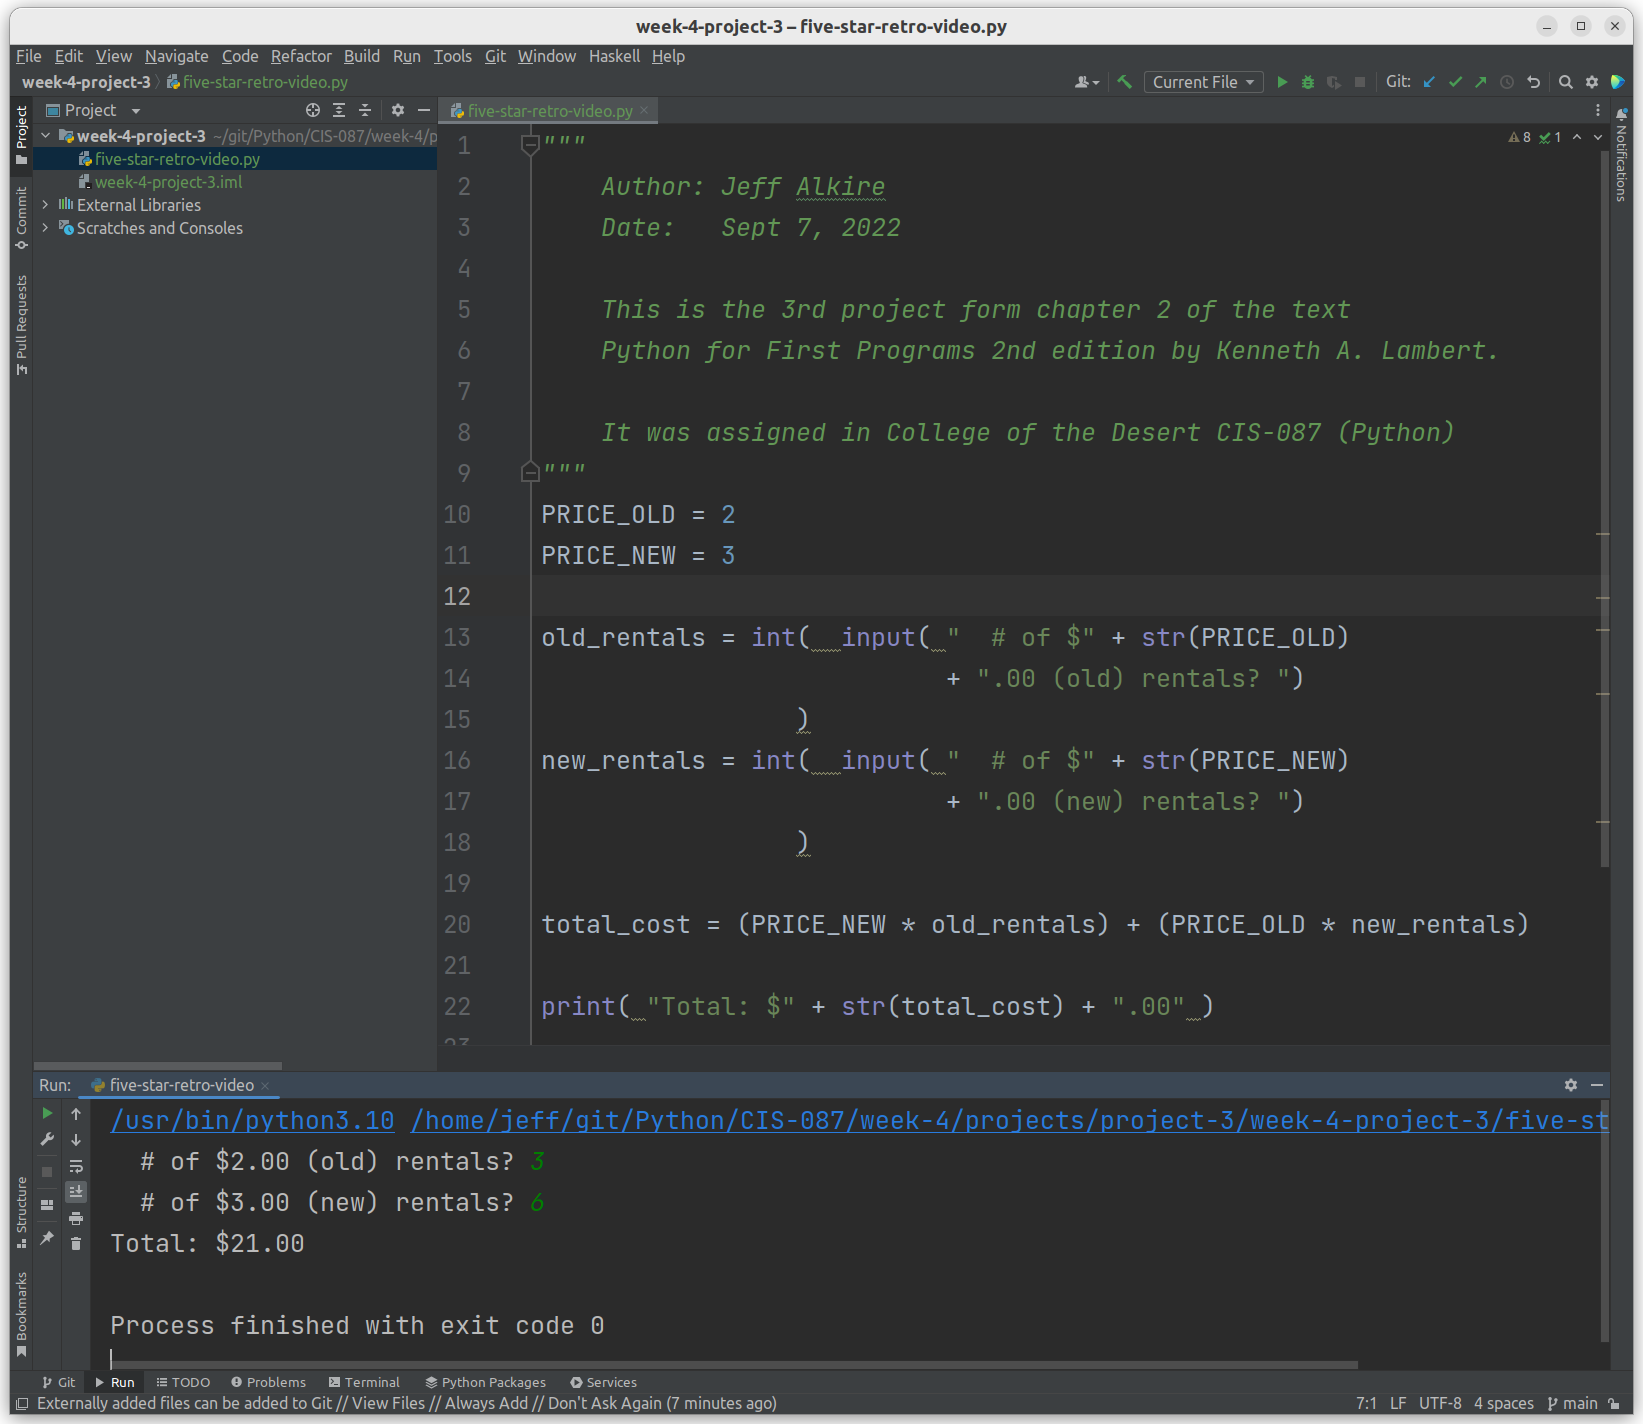 week-4-project-3 – five-star-retro-video.py
File Edit View Navigate Code Refactor Build Run Tools Git Window Haskell Help
week-4-project-3 five-star-retro-video.py Current File Git:
Project
five-star-retro-video.py
week-4-project-3 ~/git/Python/CIS-087/week-4/p
five-star-retro-video.py
week-4-project-3.iml
External Libraries
Scratches and Consoles
Project
Commit
Pull Requests
Structure
Bookmarks
Notifications
8 1
1 """
2 Author: Jeff Alkire
3 Date:   Sept 7, 2022
4
5 This is the 3rd project form chapter 2 of the text
6 Python for First Programs 2nd edition by Kenneth A. Lambert.
7
8 It was assigned in College of the Desert CIS-087 (Python)
9 """
10 PRICE_OLD = 2
11 PRICE_NEW = 3
12
13 old_rentals = int(  input( "  # of $" + str(PRICE_OLD)
14 + ".00 (old) rentals? ")
15 )
16 new_rentals = int(  input( "  # of $" + str(PRICE_NEW)
17 + ".00 (new) rentals? ")
18 )
19
20 total_cost = (PRICE_NEW * old_rentals) + (PRICE_OLD * new_rentals)
21
22 print( "Total: $" + str(total_cost) + ".00" )
23
Run: five-star-retro-video
/usr/bin/python3.10 /home/jeff/git/Python/CIS-087/week-4/projects/project-3/week-4-project-3/five-st
# of $2.00 (old) rentals? 3
# of $3.00 (new) rentals? 6
Total: $21.00
Process finished with exit code 0
Git Run TODO Problems Terminal Python Packages Services
Externally added files can be added to Git // View Files // Always Add // Don't Ask Again (7 minutes ago) 7:1 LF UTF-8 4 spaces main